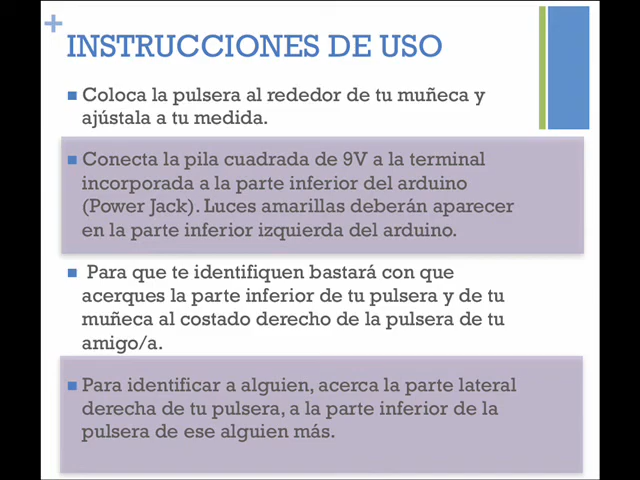 +
INSTRUCCIONES DE USO
Coloca la pulsera al rededor de tu muñeca y
ajústala a tu medida.
Conecta la pila cuadrada de 9V a la terminal
incorporada a la parte inferior del arduino
(Power Jack). Luces amarillas deberán aparecer
en la parte inferior izquierda del arduino.
Para que te identifiquen bastará con que
acerques la parte inferior de tu pulsera y de tu
muñeca al costado derecho de la pulsera de tu
amigo/a.
Para identificar a alguien, acerca la parte lateral
derecha de tu pulsera, a la parte inferior de la
pulsera de ese alguien más.